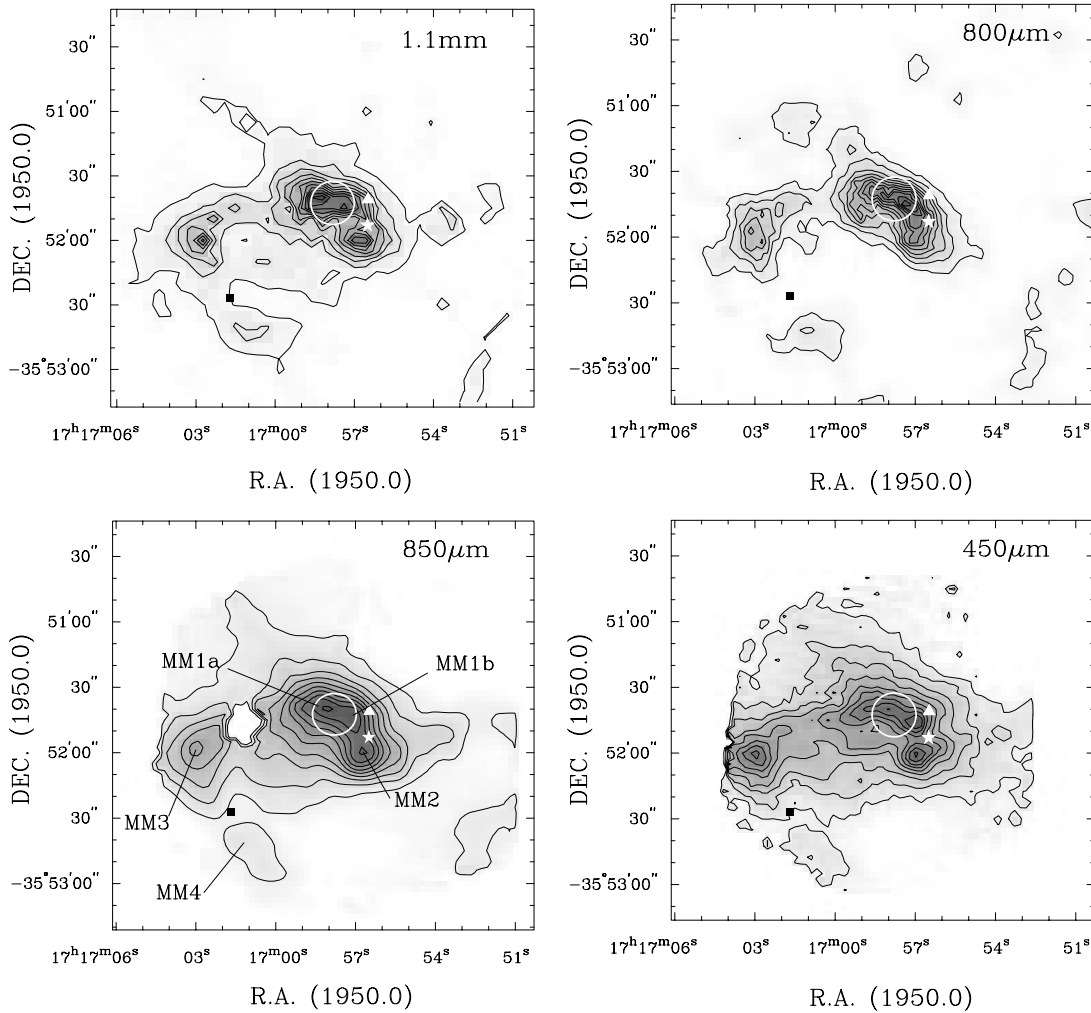 1.1mm
30"
51'00"
30"
52'00"
30"
−35°53'00"
DEC. (1950.0)
17h17m06s 03s 17m00s 57s 54s 51s
R.A. (1950.0)
800μm
30"
51'00"
30"
52'00"
30"
−35°53'00"
DEC. (1950.0)
17h17m06s 03s 17m00s 57s 54s 51s
R.A. (1950.0)
850μm
30"
51'00"
30"
52'00"
30"
−35°53'00"
DEC. (1950.0)
MM1a
MM1b
MM2
MM3
MM4
17h17m06s 03s 17m00s 57s 54s 51s
R.A. (1950.0)
450μm
30"
51'00"
30"
52'00"
30"
−35°53'00"
DEC. (1950.0)
17h17m06s 03s 17m00s 57s 54s 51s
R.A. (1950.0)